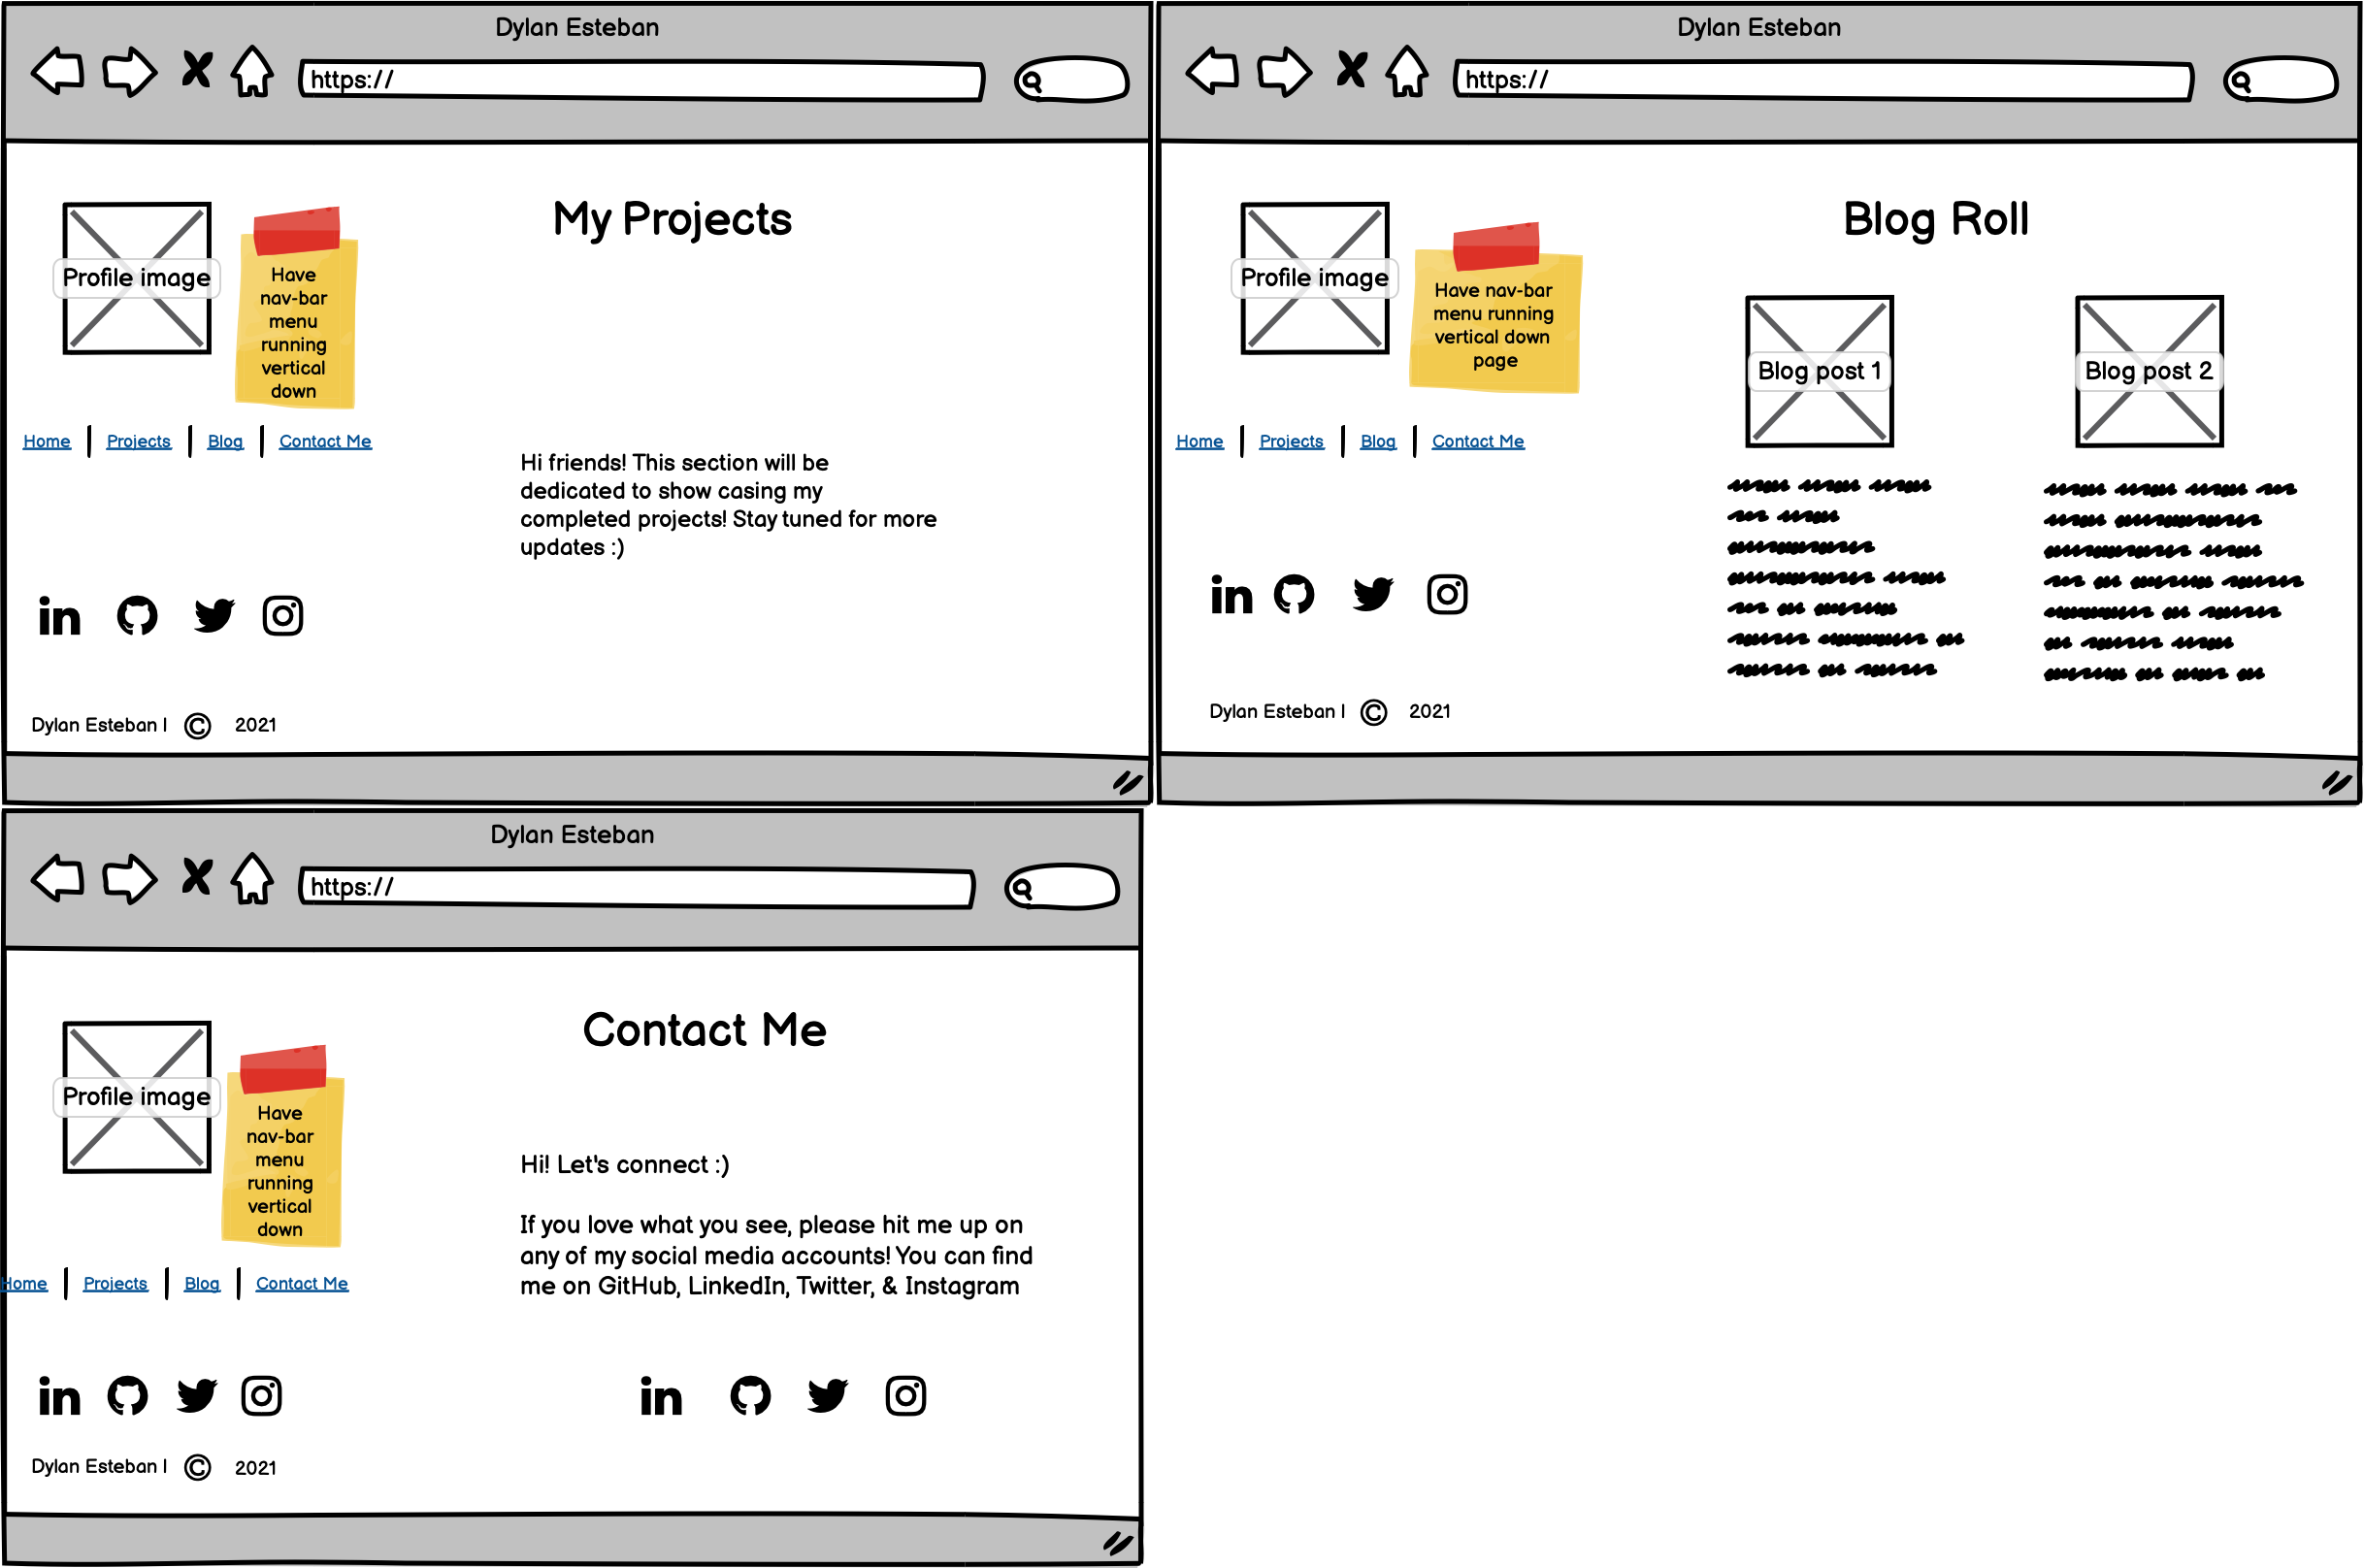 Dylan Esteban
https://
My Projects
Profile image
Have
nav-bar
menu
running
vertical
down
Home | Projects | Blog | Contact Me
Hi friends! This section will be
dedicated to show casing my
completed projects! Stay tuned for more
updates :)
in
Dylan Esteban | © 2021
Dylan Esteban
https://
Blog Roll
Profile image
Have nav-bar
menu running
vertical down
page
Blog post 1
Blog post 2
Home | Projects | Blog | Contact Me
in
Dylan Esteban | © 2021
Dylan Esteban
https://
Contact Me
Profile image
Have
nav-bar
menu
running
vertical
down
Home | Projects | Blog | Contact Me
Hi! Let's connect :)
If you love what you see, please hit me up on
any of my social media accounts! You can find
me on GitHub, LinkedIn, Twitter, & Instagram
in
in
Dylan Esteban | © 2021